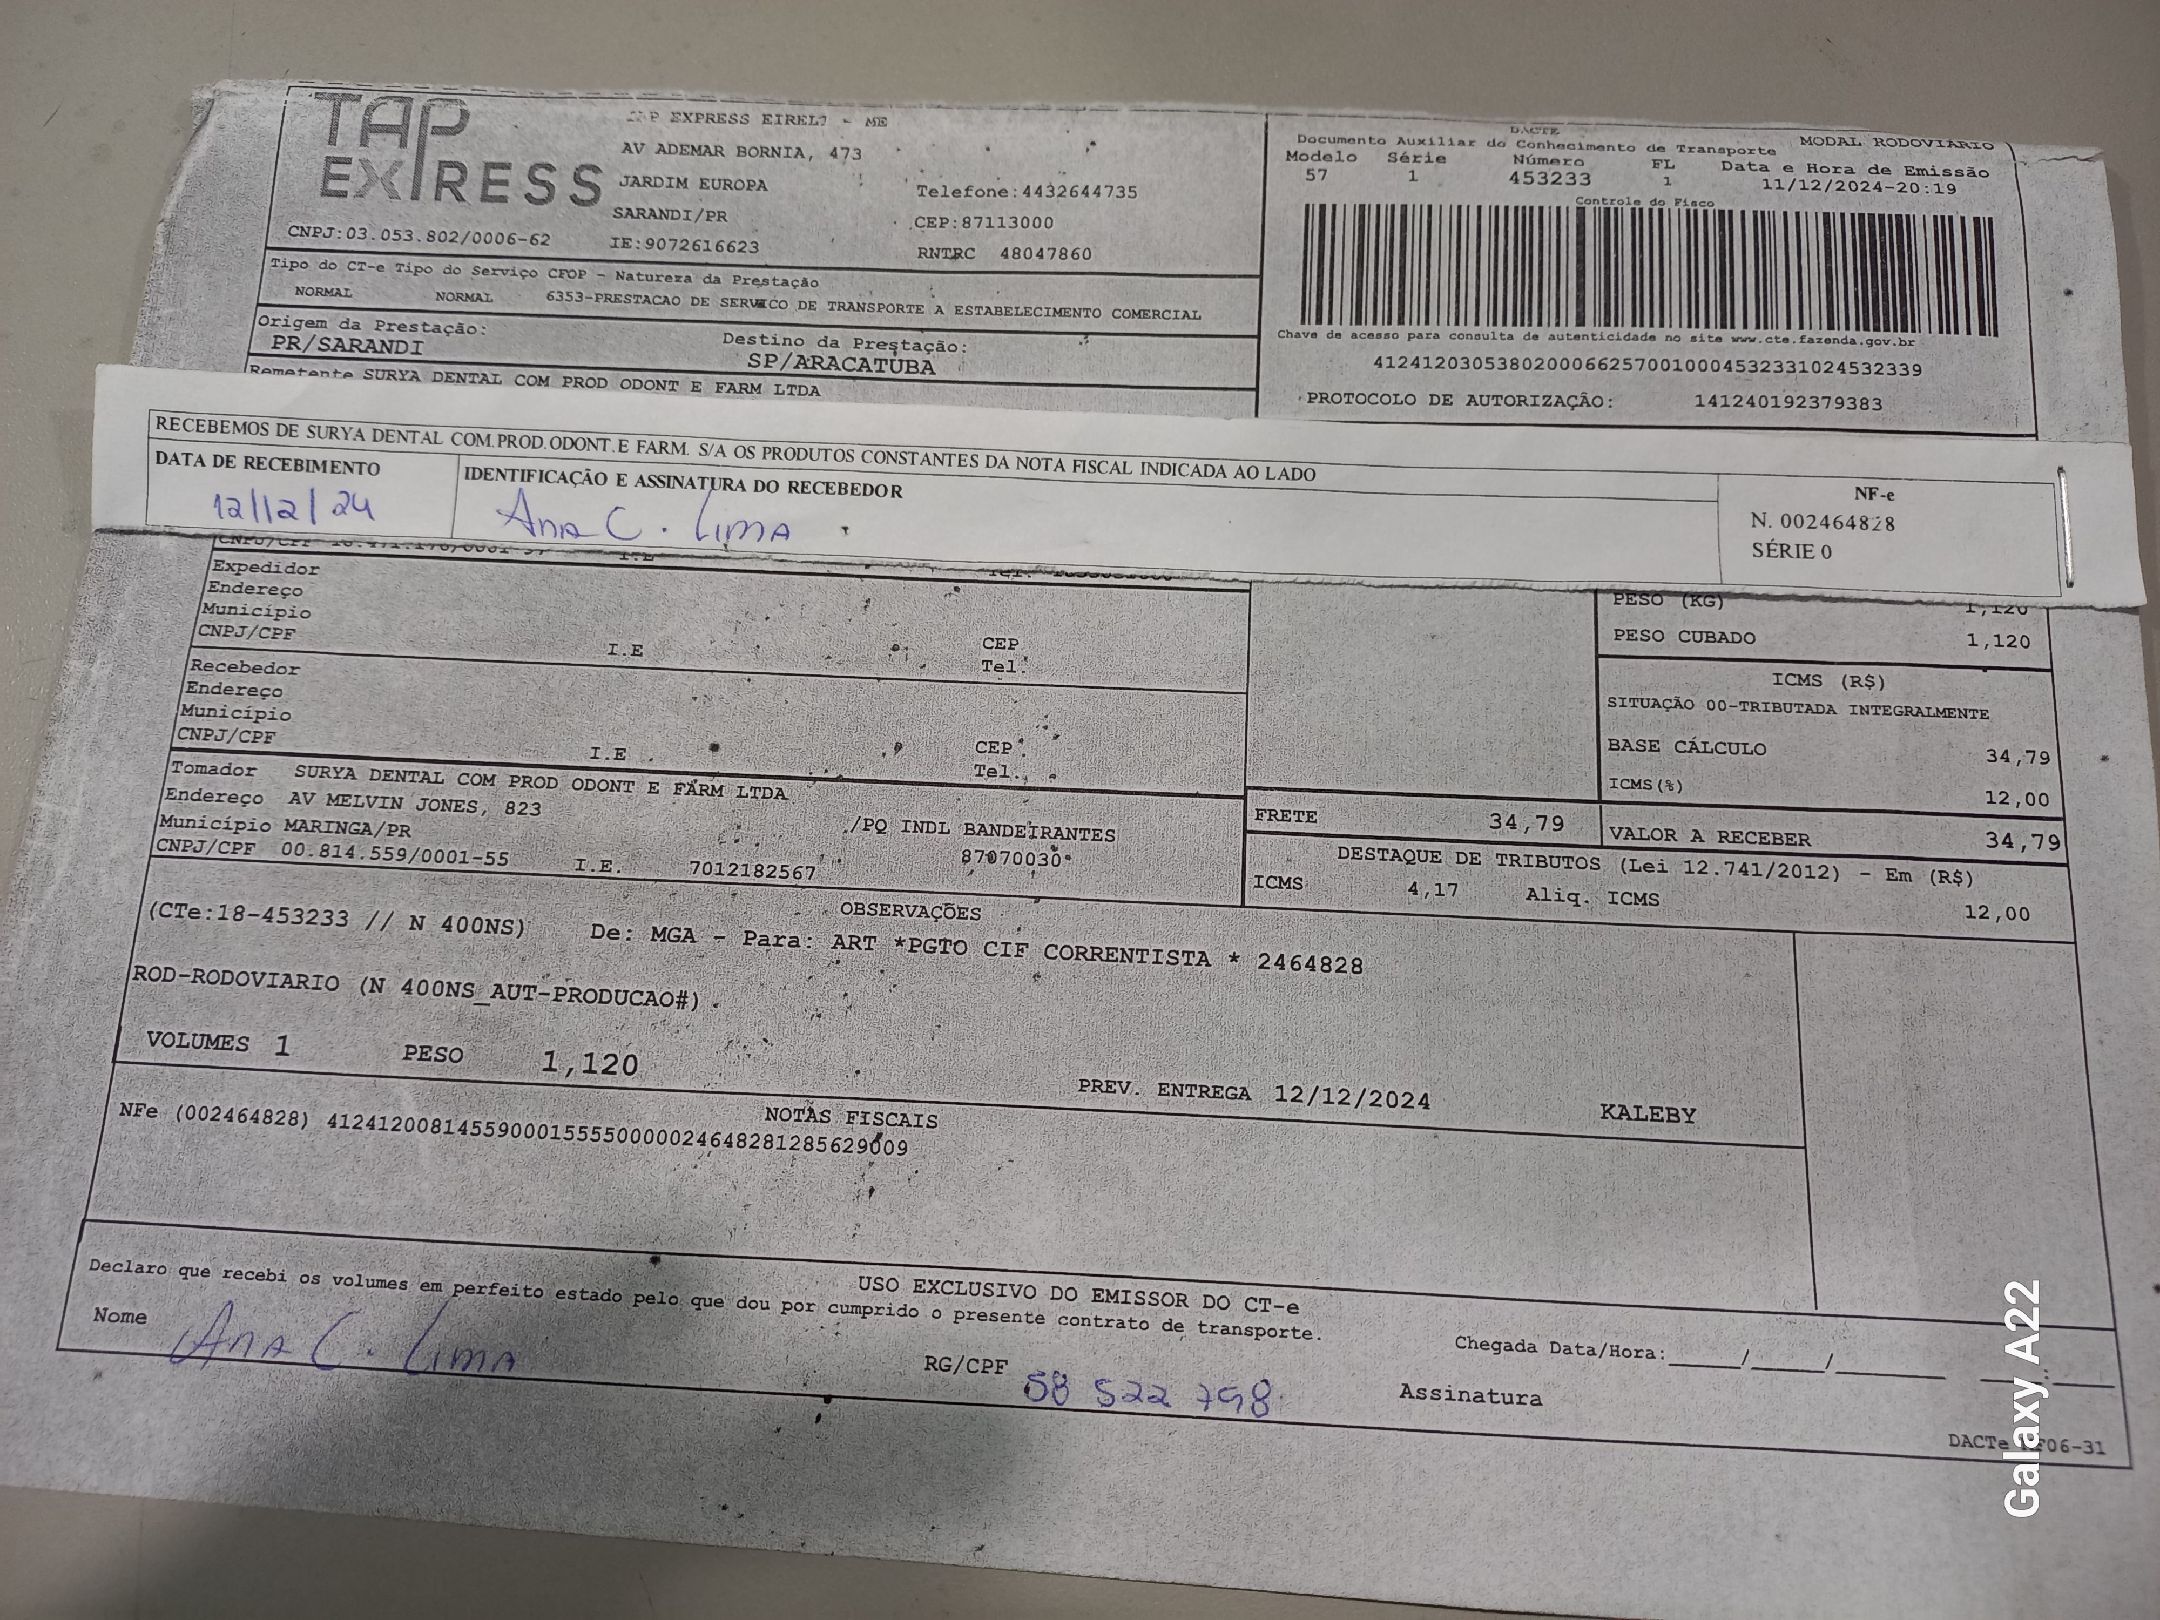 TAP EXPRESS
EXPRESS EIRELI - ME
AV ADEMAR BORNIA, 473
JARDIM EUROPA
Telefone:4432644735
SARANDI/PR
CEP:87113000
CNPJ:03.053.802/0006-62
IE:9072616623
RNTRC 48047860
DACTE
MODAL RODOVIÁRIO
Documento Auxiliar do Conhecimento de Transporte
Modelo Série Número FL Data e Hora de Emissão
57 1 453233 1 11/12/2024-20:19
Controle do Fisco
Chave de acesso para consulta de autenticidade no site www.cte.fazenda.gov.br
41241203053802000662570010004532331024532339
PROTOCOLO DE AUTORIZAÇÃO: 141240192379383
Tipo do CT-e Tipo do Serviço CFOP - Natureza da Prestação
NORMAL NORMAL 6353-PRESTACAO DE SERVICO DE TRANSPORTE A ESTABELECIMENTO COMERCIAL
Origem da Prestação: Destino da Prestação:
PR/SARANDI SP/ARACATUBA
Remetente SURYA DENTAL COM PROD ODONT E FARM LTDA
RECEBEMOS DE SURYA DENTAL COM.PROD.ODONT.E FARM. S/A OS PRODUTOS CONSTANTES DA NOTA FISCAL INDICADA AO LADO
DATA DE RECEBIMENTO IDENTIFICAÇÃO E ASSINATURA DO RECEBEDOR
12/12/24 Ana C. Lima
NF-e
N. 002464828
SÉRIE 0
CNPJ/CPF I.E
Expedidor
Endereço
Município
CNPJ/CPF I.E CEP
Tel.
Recebedor
Endereço
Município
CNPJ/CPF I.E CEP
Tel.
PESO (KG) 1,120
PESO CUBADO 1,120
ICMS (R$)
SITUAÇÃO 00-TRIBUTADA INTEGRALMENTE
BASE CÁLCULO 34,79
ICMS(%) 12,00
Tomador SURYA DENTAL COM PROD ODONT E FARM LTDA
Endereço AV MELVIN JONES, 823 /PQ INDL BANDEIRANTES
Município MARINGA/PR 87070030
CNPJ/CPF 00.814.559/0001-55 I.E. 7012182567
FRETE 34,79 VALOR A RECEBER 34,79
DESTAQUE DE TRIBUTOS (Lei 12.741/2012) - Em (R$)
ICMS 4,17 Aliq. ICMS 12,00
OBSERVAÇÕES
(CTe:18-453233 // N 400NS) De: MGA - Para: ART *PGTO CIF CORRENTISTA * 2464828
ROD-RODOVIARIO (N 400NS_AUT-PRODUCAO#).
VOLUMES 1 PESO 1,120 PREV. ENTREGA 12/12/2024 KALEBY
NOTAS FISCAIS
NFe (002464828) 41241200814559000155550000024648281285629009
USO EXCLUSIVO DO EMISSOR DO CT-e
Declaro que recebi os volumes em perfeito estado pelo que dou por cumprido o presente contrato de transporte.
Nome Ana C. Lima RG/CPF 58 522 798 Chegada Data/Hora:_____/_____/_______ ___:___
Assinatura
DACTe 06-31
Galaxy A22